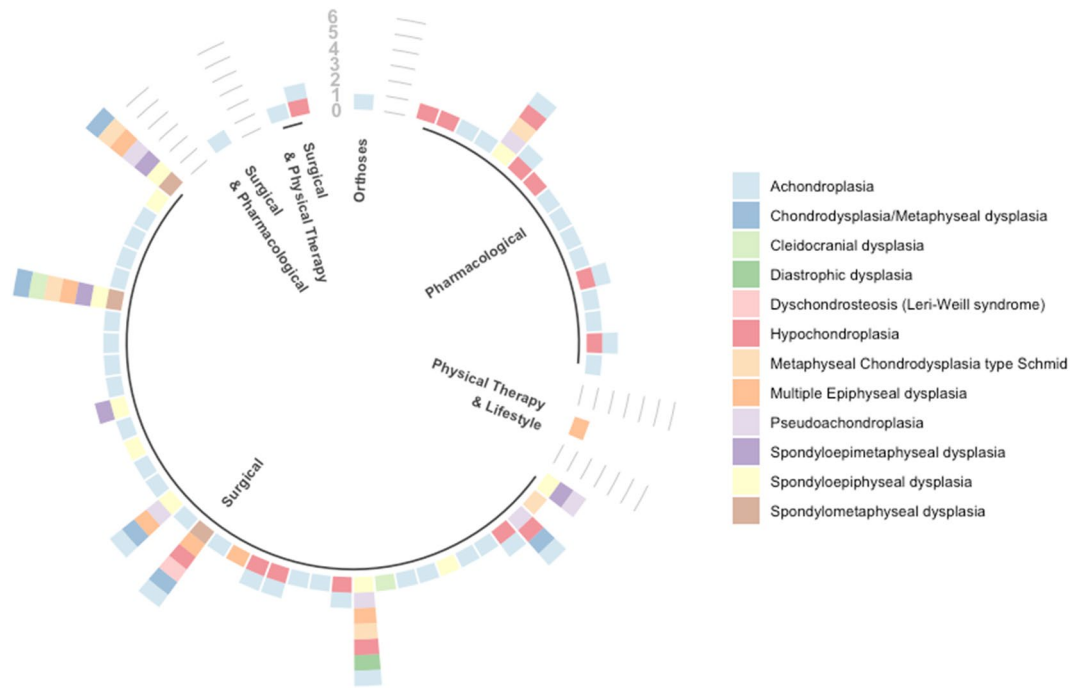 6
5
4
3
2
1
0
Orthoses
Pharmacological
Physical Therapy
& Lifestyle
Surgical
Surgical
& Pharmacological
Surgical
& Physical Therapy
Achondroplasia
Chondrodysplasia/Metaphyseal dysplasia
Cleidocranial dysplasia
Diastrophic dysplasia
Dyschondrosteosis (Leri-Weill syndrome)
Hypochondroplasia
Metaphyseal Chondrodysplasia type Schmid
Multiple Epiphyseal dysplasia
Pseudoachondroplasia
Spondyloepimetaphyseal dysplasia
Spondyloepiphyseal dysplasia
Spondylometaphyseal dysplasia